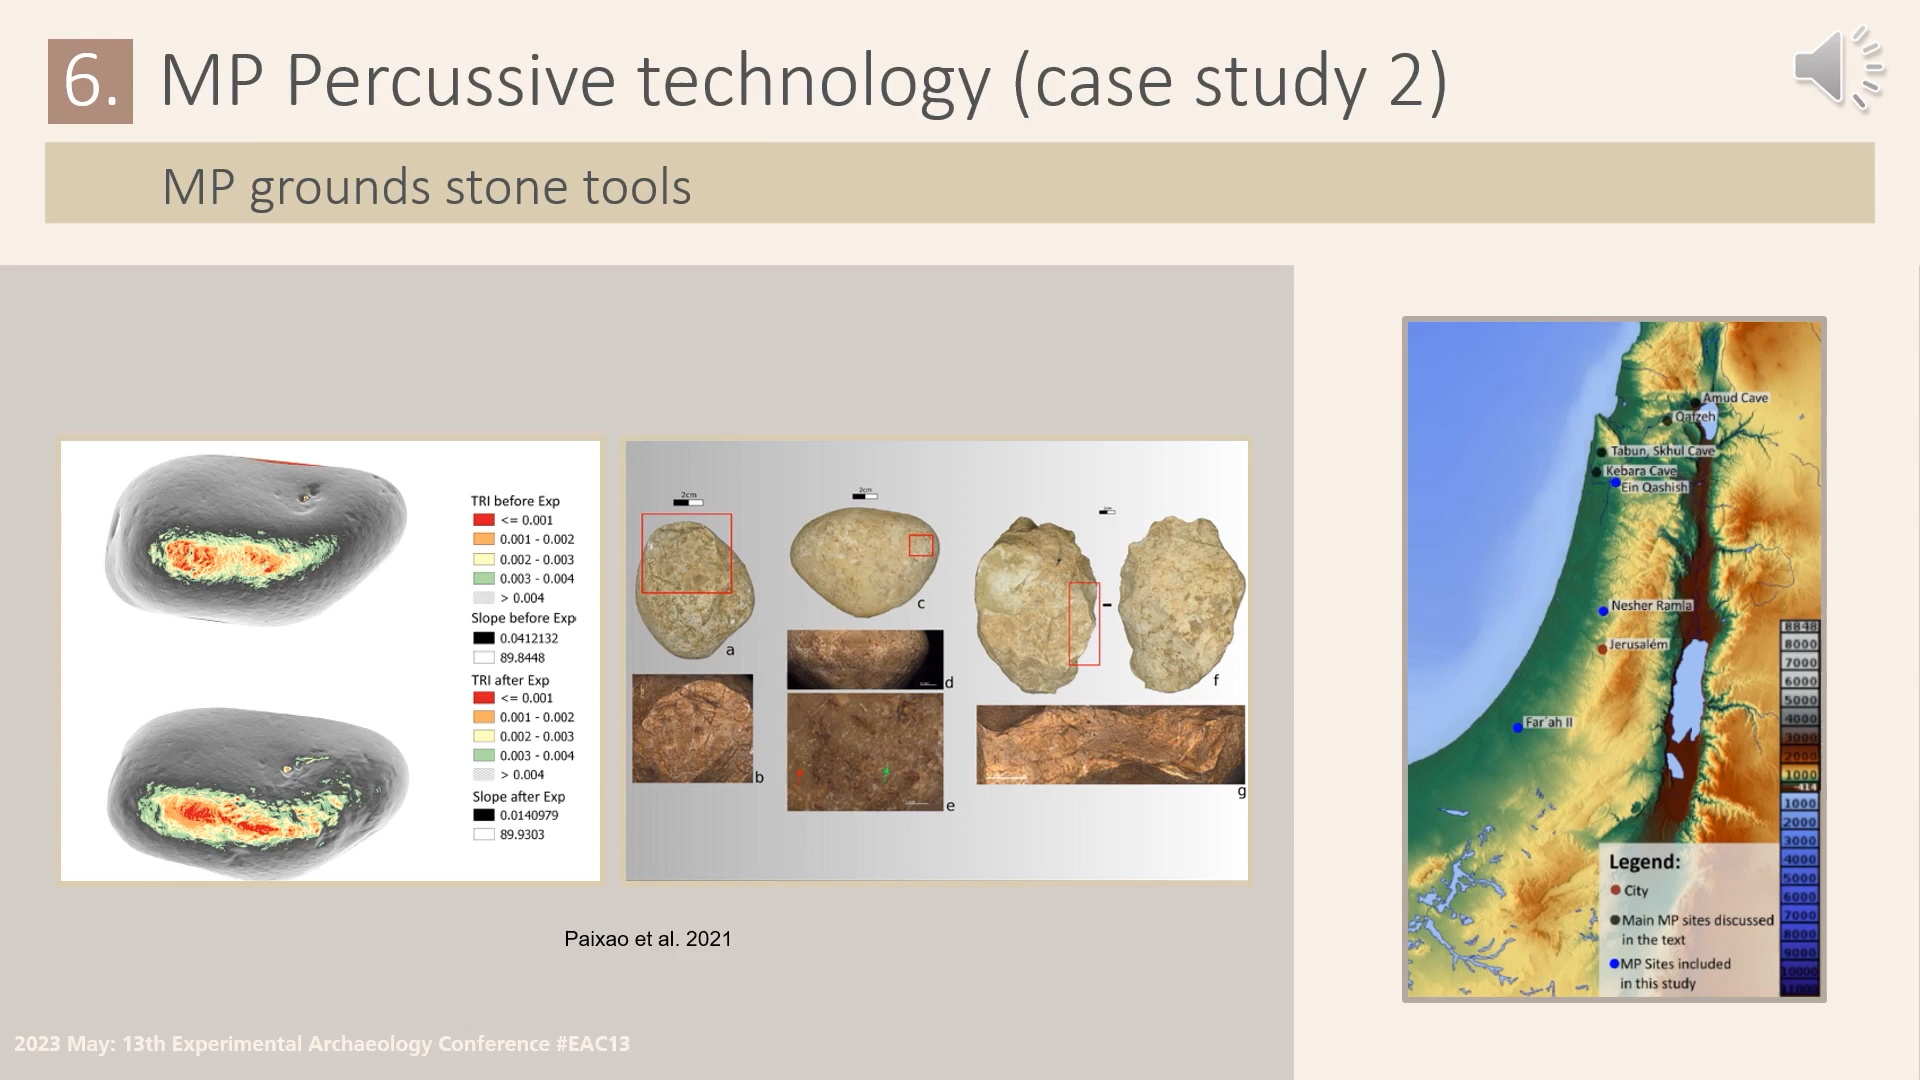 6. MP Percussive technology (case study 2)
MP grounds stone tools
TRI before Exp
<= 0.001
0.001 - 0.002
0.002 - 0.003
0.003 - 0.004
> 0.004
Slope before Exp
0.0412132
89.8448
TRI after Exp
<= 0.001
0.001 - 0.002
0.002 - 0.003
0.003 - 0.004
> 0.004
Slope after Exp
0.0140979
89.9303
2cm
2cm
a
b
c
d
e
f
g
Paixao et al. 2021
Amud Cave
Qafzeh
Tabun, Skhul Cave
Kebara Cave
Ein Qashish
Nesher Ramla
Jerusalém
Far´ah II
8848
8000
7000
6000
5000
4000
3000
2000
1000
-414
1000
2000
3000
4000
5000
6000
7000
8000
9000
10000
11000
Legend:
City
Main MP sites discussed
in the text
MP Sites included
in this study
2023 May: 13th Experimental Archaeology Conference #EAC13